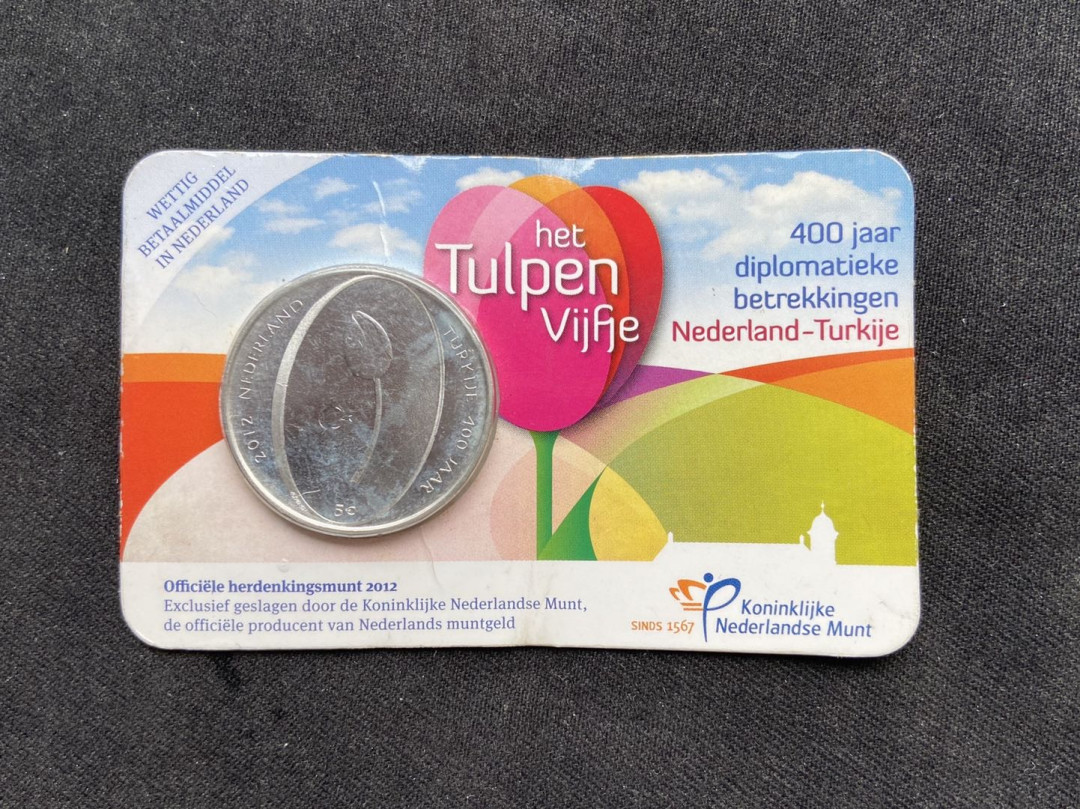 WETTIG
BETAALMIDDEL
IN NEDERLAND
het
Tulpen
Vijfje
400 jaar
diplomatieke
betrekkingen
Nederland-Turkije
2012 NEDERLAND
TURKIJE 400 JAAR
5€
Officiële herdenkingsmunt 2012
Exclusief geslagen door de Koninklijke Nederlandse Munt,
de officiële producent van Nederlands muntgeld
SINDS 1567
Koninklijke
Nederlandse Munt